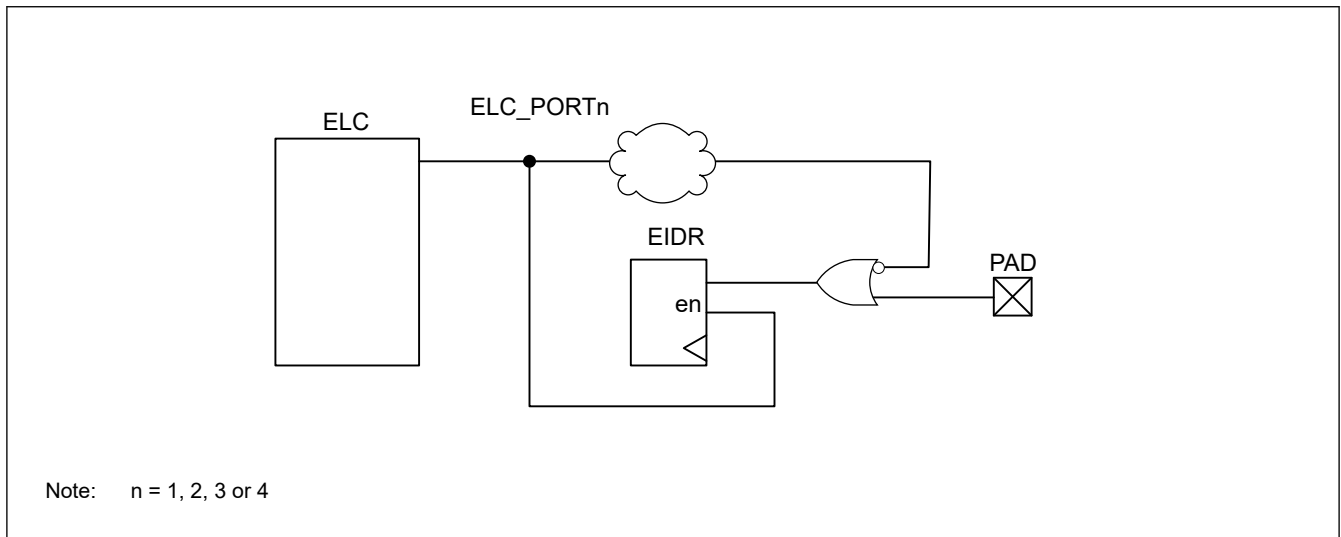 ELC_PORTn
ELC
EIDR
PAD
en
Note: n = 1, 2, 3 or 4